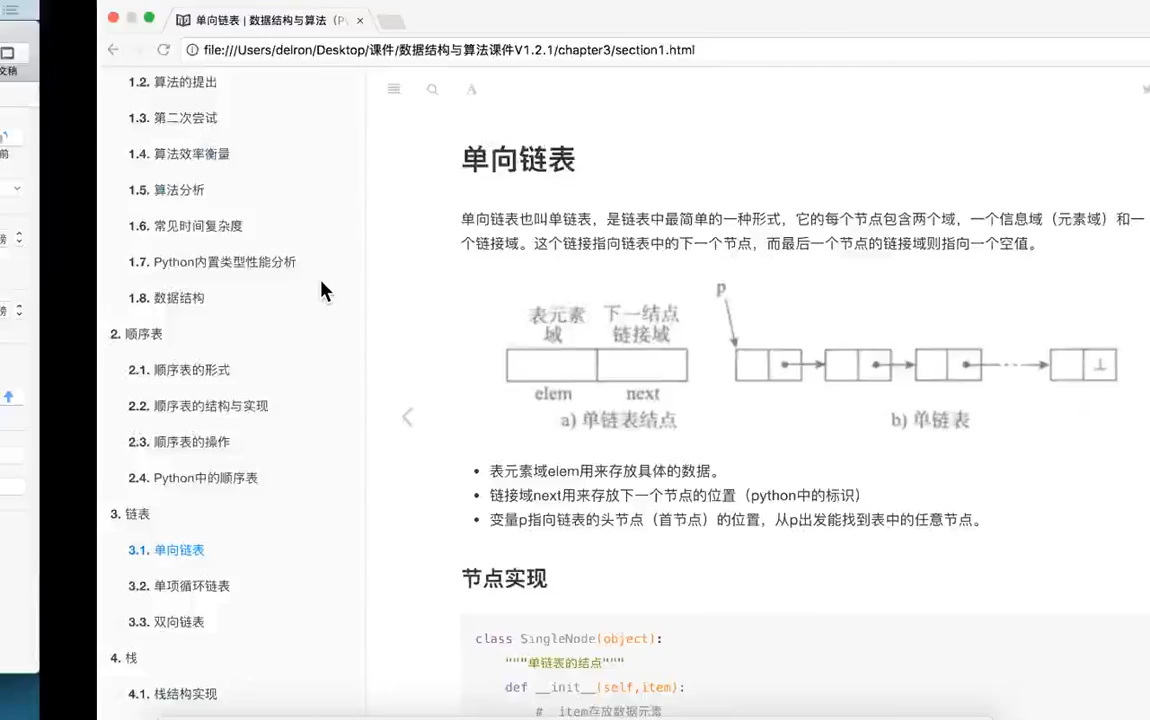 单向链表 | 数据结构与算法（P
file:///Users/delron/Desktop/课件/数据结构与算法课件V1.2.1/chapter3/section1.html
文稿
前
磅
磅
1.2. 算法的提出
1.3. 第二次尝试
1.4. 算法效率衡量
1.5. 算法分析
1.6. 常见时间复杂度
1.7. Python内置类型性能分析
1.8. 数据结构
2. 顺序表
2.1. 顺序表的形式
2.2. 顺序表的结构与实现
2.3. 顺序表的操作
2.4. Python中的顺序表
3. 链表
3.1. 单向链表
3.2. 单项循环链表
3.3. 双向链表
4. 栈
4.1. 栈结构实现
A
单向链表
单向链表也叫单链表，是链表中最简单的一种形式，它的每个节点包含两个域，一个信息域（元素域）和一
个链接域。这个链接指向链表中的下一个节点，而最后一个节点的链接域则指向一个空值。
表元素
域
下一结点
链接域
elem
next
a) 单链表结点
p
⊥
b) 单链表
• 表元素域elem用来存放具体的数据。
• 链接域next用来存放下一个节点的位置（python中的标识）
• 变量p指向链表的头节点（首节点）的位置，从p出发能找到表中的任意节点。
节点实现
class SingleNode(object):
"""单链表的结点"""
def __init__(self,item):
# item存放数据元素